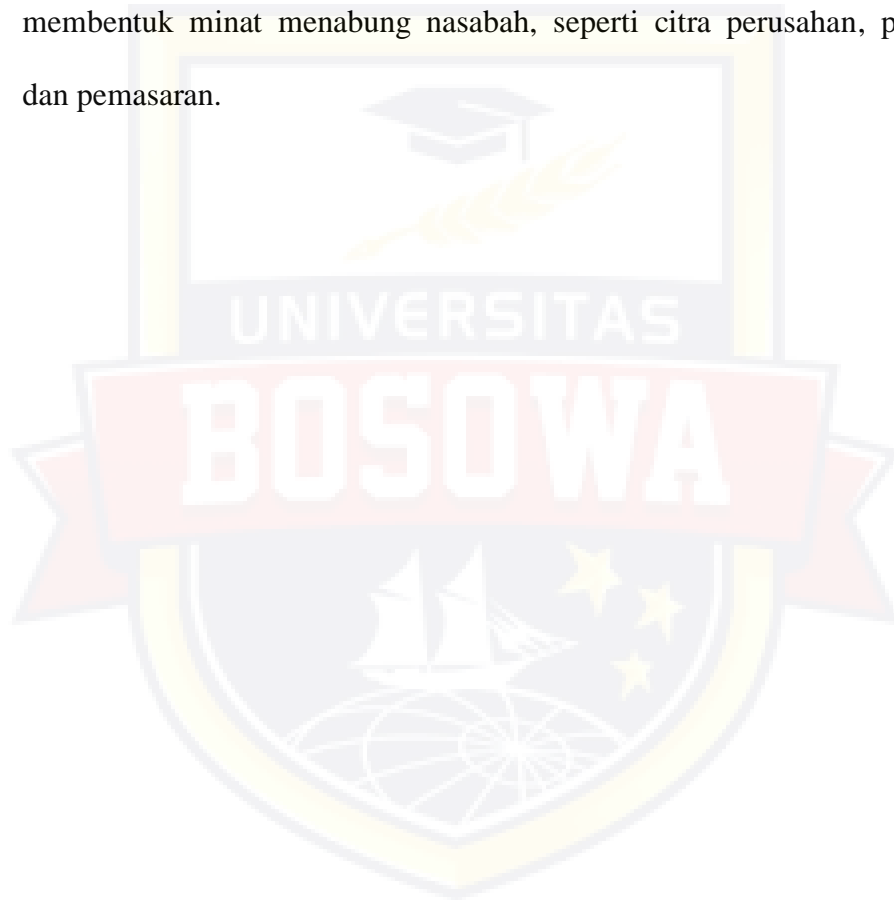 membentuk minat menabung nasabah, seperti citra perusahan,
dan pemasaran.
UNIVERSITAS
BOSOWA